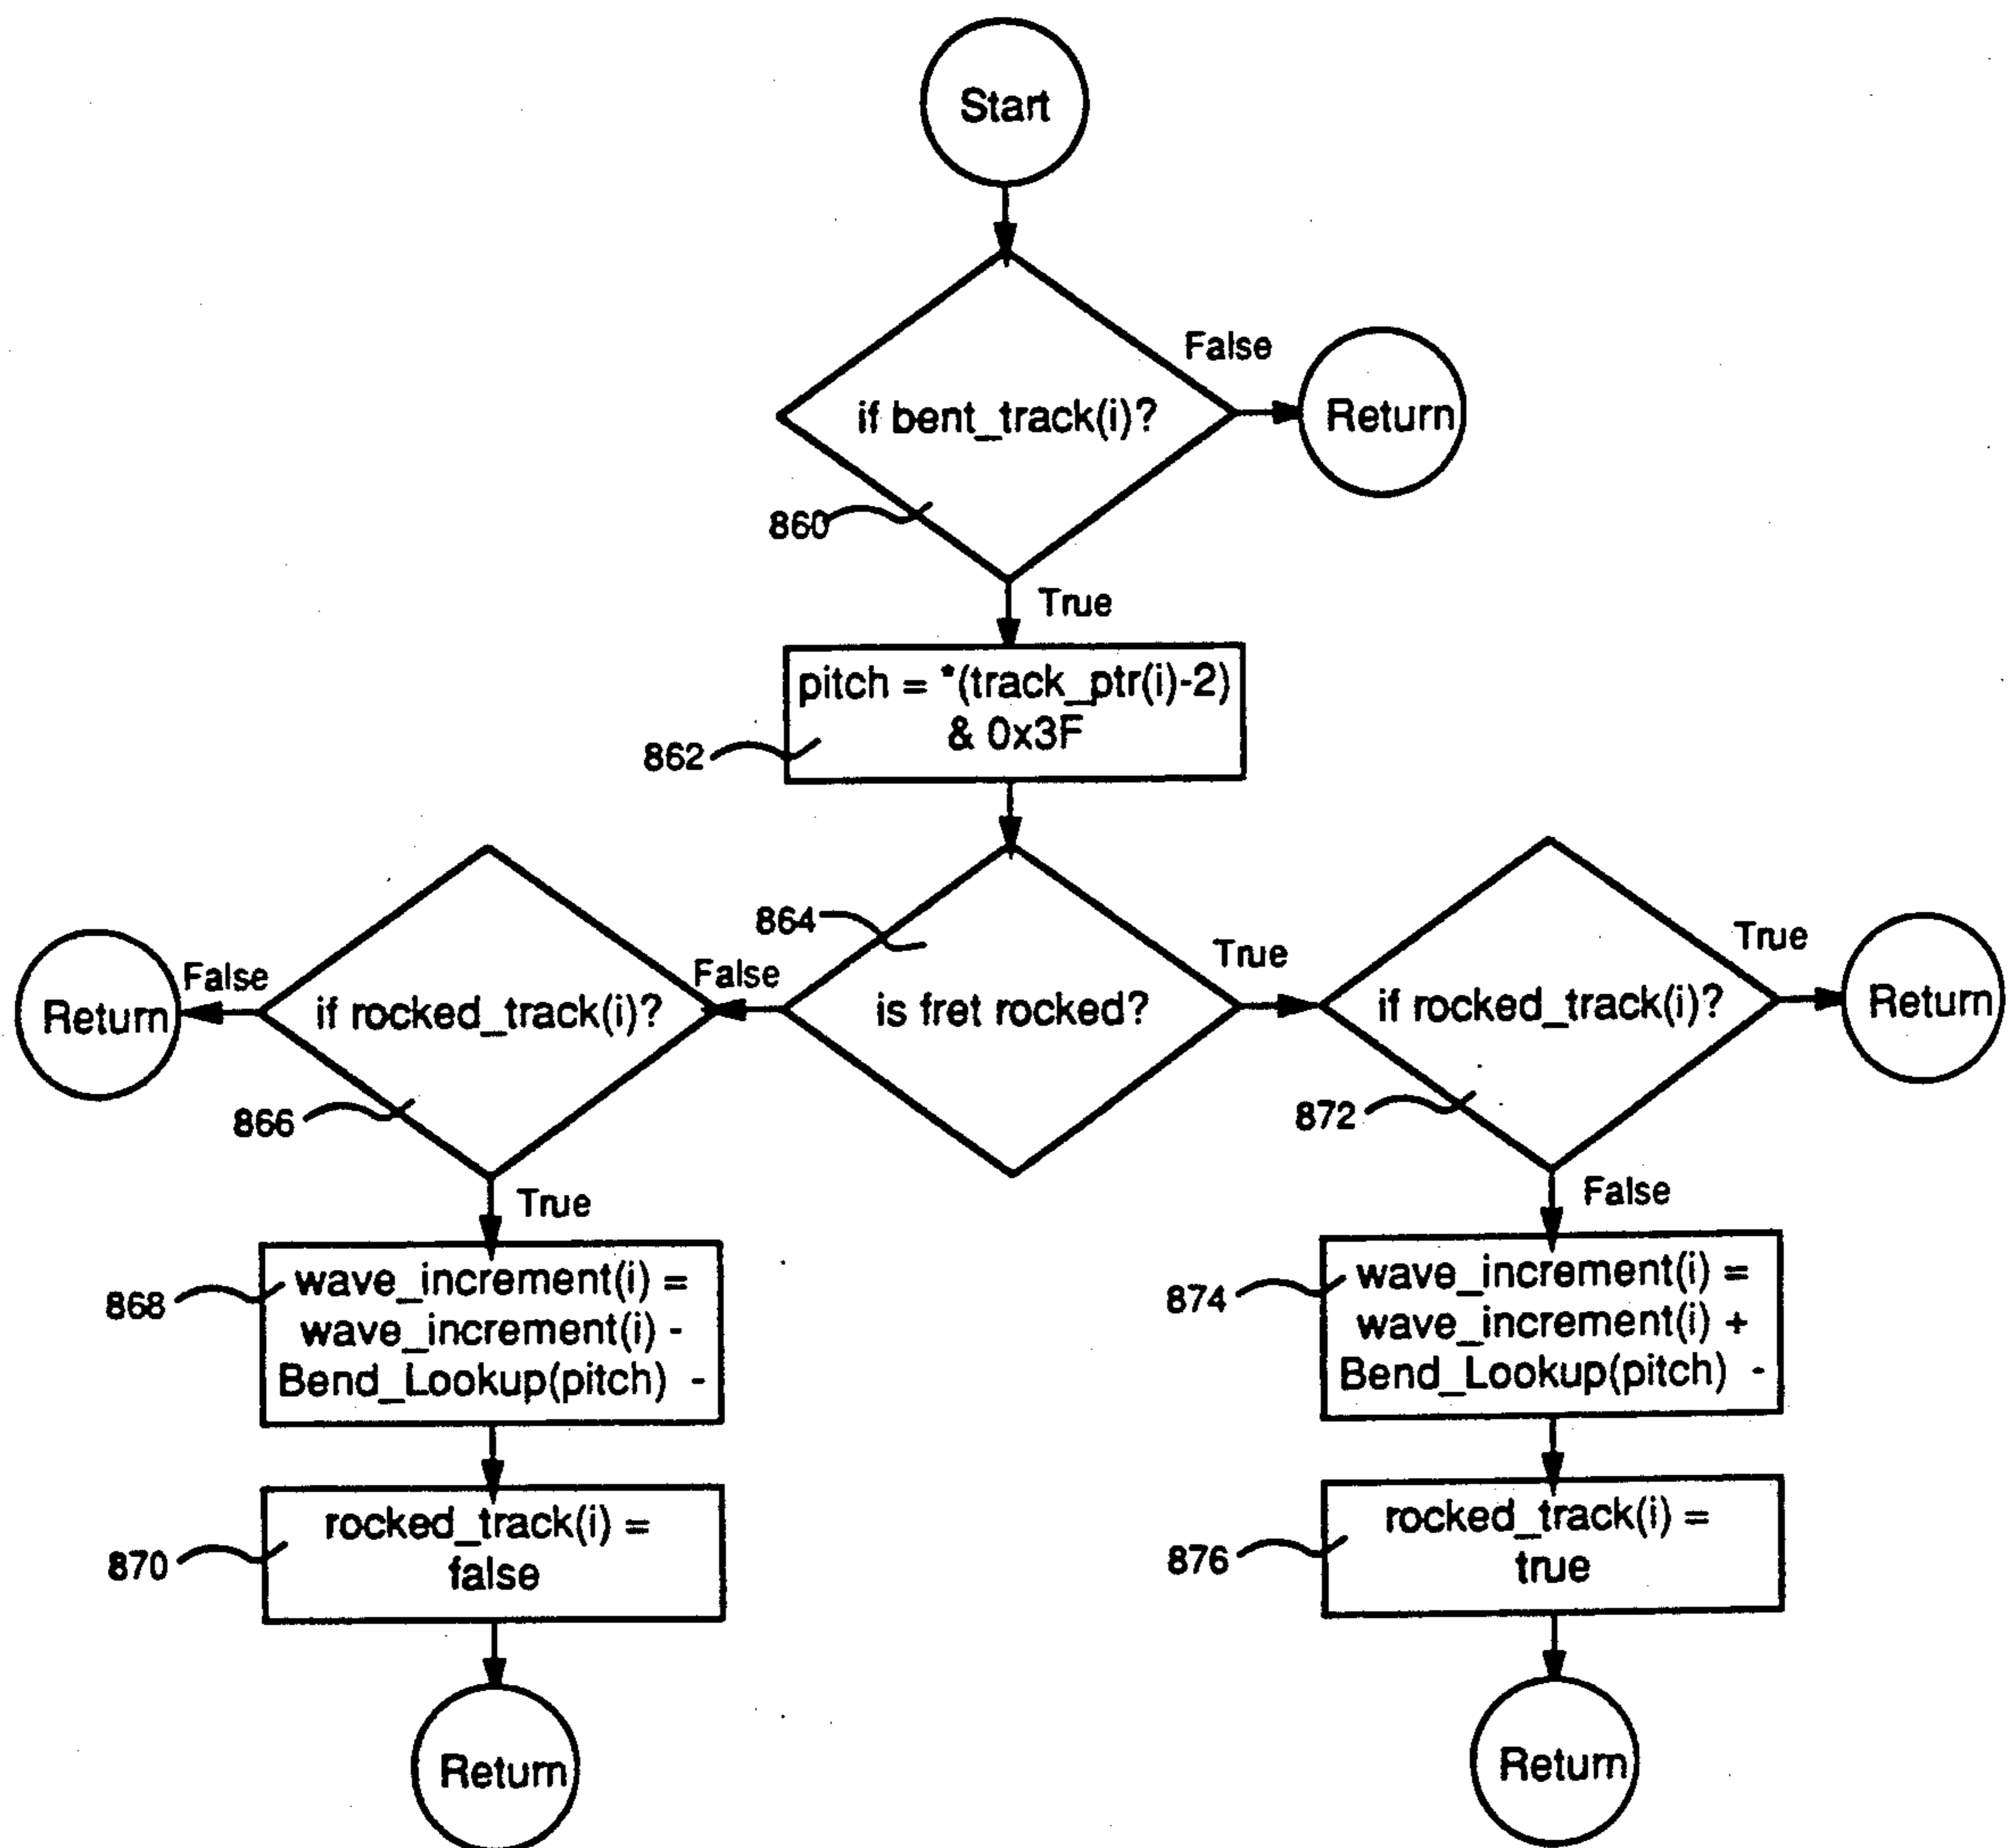 Start
if bent_track(i)?
False
Return
860
True
pitch = *(track_ptr(i)-2)
& 0x3F
862
864
Return
False
if rocked_track(i)?
False
is fret rocked?
True
if rocked_track(i)?
True
Return
866
872
True
False
868
wave_increment(i) =
wave_increment(i) -
Bend_Lookup(pitch) -
874
wave_increment(i) =
wave_increment(i) +
Bend_Lookup(pitch) -
870
rocked_track(i) =
false
876
rocked_track(i) =
true
Return
Return